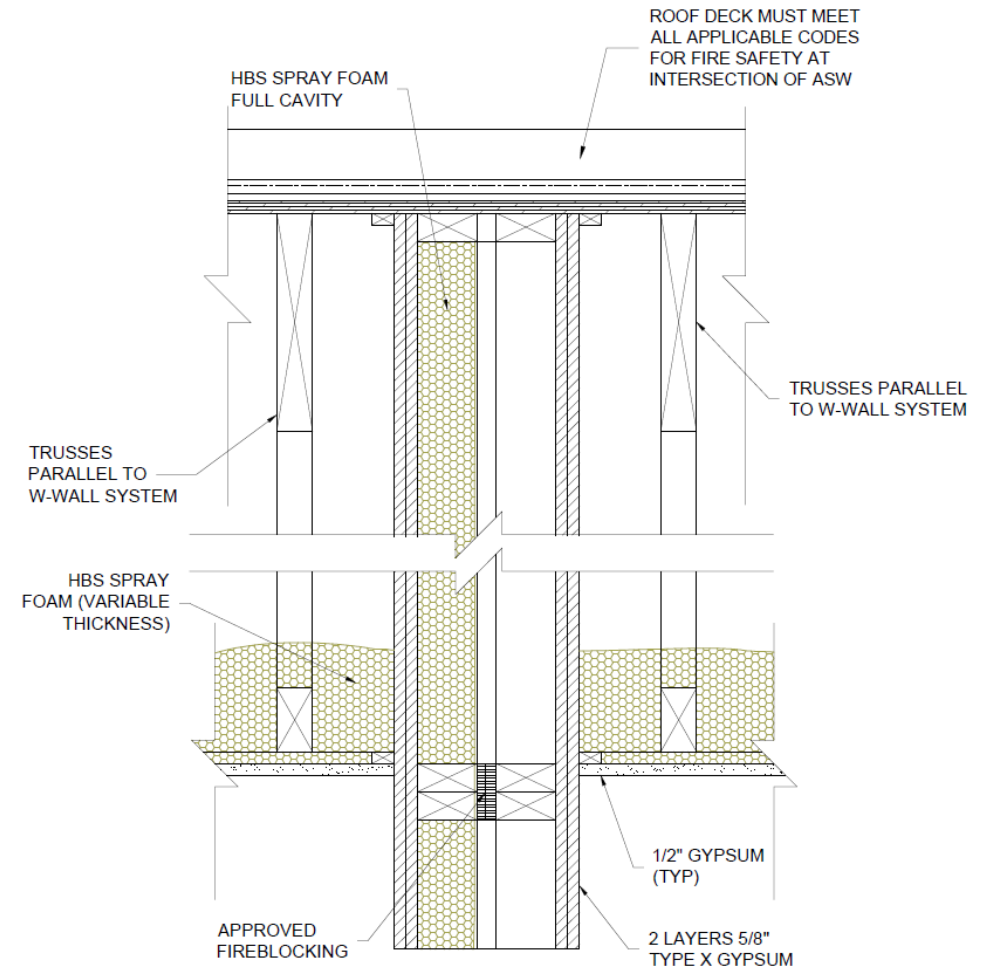 ROOF DECK MUST MEET
ALL APPLICABLE CODES
FOR FIRE SAFETY AT
INTERSECTION OF ASW
HBS SPRAY FOAM
FULL CAVITY
TRUSSES PARALLEL
TO W-WALL SYSTEM
TRUSSES
PARALLEL TO
W-WALL SYSTEM
HBS SPRAY
FOAM (VARIABLE
THICKNESS)
1/2" GYPSUM
(TYP)
APPROVED
FIREBLOCKING
2 LAYERS 5/8"
TYPE X GYPSUM